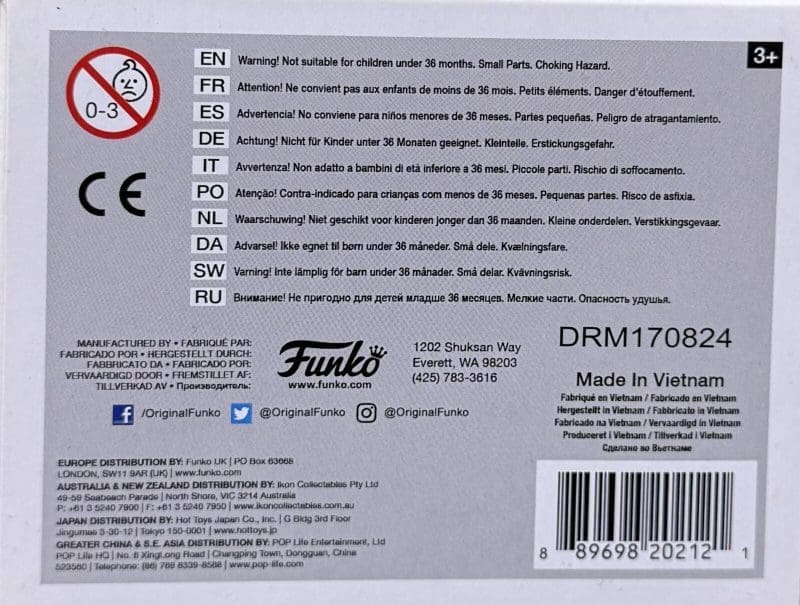 3+
0-3
EN Warning! Not suitable for children under 36 months. Small Parts. Choking Hazard.
FR Attention! Ne convient pas aux enfants de moins de 36 mois. Petits éléments. Danger d'étouffement.
ES Advertencia! No conviene para niños menores de 36 meses. Partes pequeñas. Peligro de atragantamiento.
DE Achtung! Nicht für Kinder unter 36 Monaten geeignet. Kleinteile. Erstickungsgefahr.
IT Avvertenza! Non adatto a bambini di età inferiore a 36 mesi. Piccole parti. Rischio di soffocamento.
PO Atenção! Contra-indicado para crianças com menos de 36 meses. Pequenas partes. Risco de asfixia.
NL Waarschuwing! Niet geschikt voor kinderen jonger dan 36 maanden. Kleine onderdelen. Verstikkingsgevaar.
DA Advarsel! Ikke egnet til børn under 36 måneder. Små dele. Kvælningsfare.
SW Varning! Inte lämplig för barn under 36 månader. Små delar. Kvävningsrisk.
RU Внимание! Не пригодно для детей младше 36 месяцев. Мелкие части. Опасность удушья.
CE
MANUFACTURED BY • FABRIQUÉ PAR:
FABRICADO POR • HERGESTELLT DURCH:
FABBRICATO DA • FABRICADO POR:
VERVAARDIGD DOOR • FREMSTILLET AF:
TILLVERKAD AV • Производитель:
Funko
www.funko.com
1202 Shuksan Way
Everett, WA 98203
(425) 783-3616
/OriginalFunko @OriginalFunko @OriginalFunko
DRM170824
Made In Vietnam
Fabriqué en Vietnam / Fabricado en Vietnam
Hergestellt in Vietnam / Fabbricato in Vietnam
Fabricado na Vietnam / Vervaardigd in Vietnam
Produceret i Vietnam / Tillverkad i Vietnam
Сделано во Вьетнаме
EUROPE DISTRIBUTION BY: Funko UK | PO Box 63668
LONDON, SW11 9AR (UK) | www.funko.com
AUSTRALIA & NEW ZEALAND DISTRIBUTION BY: Ikon Collectables Pty Ltd
49-59 Seabeach Parade | North Shore, VIC 3214 Australia
P: +61 3 5240 7900 | F: +61 3 5240 7950 | www.ikoncollectables.com.au
JAPAN DISTRIBUTION BY: Hot Toys Japan Co., Inc. | G Bldg 3rd Floor
Jingumae 3-30-12 | Tokyo 150-0001 | www.hottoys.jp
GREATER CHINA & S.E. ASIA DISTRIBUTION BY: POP Life Entertainment, Ltd
POP Life HQ | No. 6 XingLong Road | Changping Town, Dongguan, China
523560 | Telephone: (86) 769 8339-8568 | www.pop-life.com
8 89698 20212 1